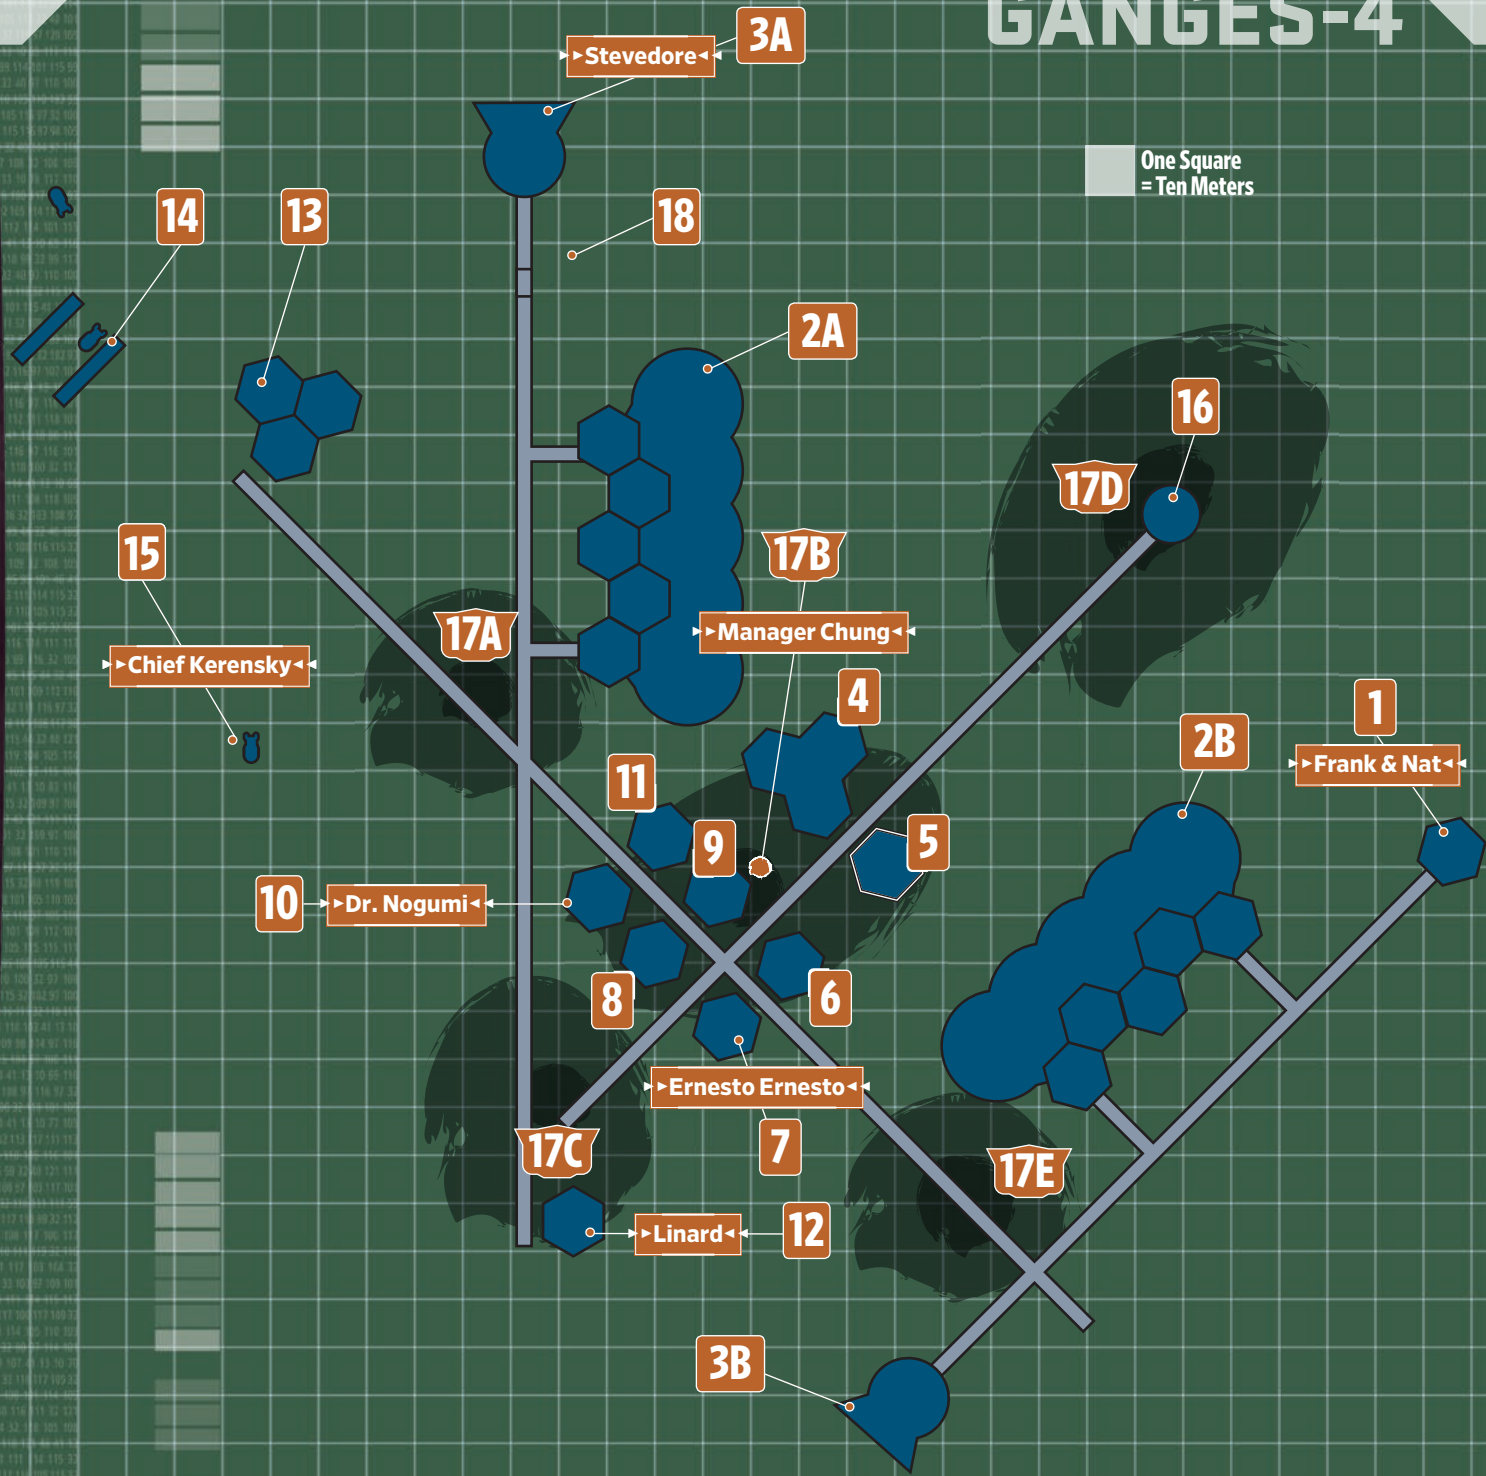 GANGES-4
3A
Stevedore
One Square
= Ten Meters
14
13
18
2A
16
17D
15
17B
17A
Manager Chung
Chief Kerensky
4
1
2B
Frank & Nat
11
9
5
10
Dr. Nogumi
8
6
Ernesto Ernesto
7
17C
17E
12
Linard
3B